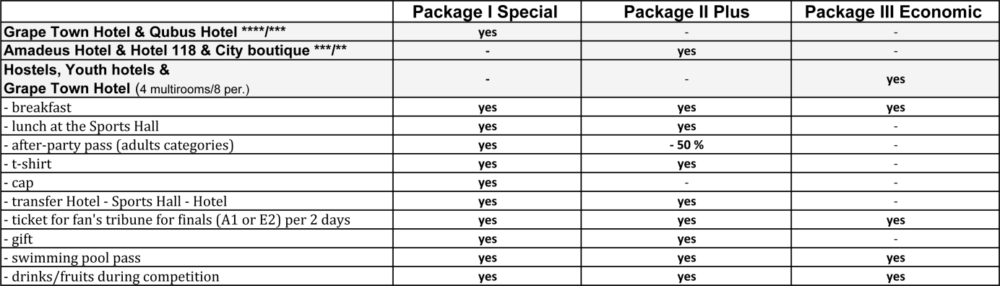 Package I Special Package II Plus Package III Economic
Grape Town Hotel & Qubus Hotel ****/*** yes - -
Amadeus Hotel & Hotel 118 & City boutique ***/** - yes -
Hostels, Youth hotels &
Grape Town Hotel (4 multirooms/8 per.) - - yes
- breakfast yes yes yes
- lunch at the Sports Hall yes yes -
- after-party pass (adults categories) yes - 50 % -
- t-shirt yes yes -
- cap yes - -
- transfer Hotel - Sports Hall - Hotel yes yes -
- ticket for fan's tribune for finals (A1 or E2) per 2 days yes yes yes
- gift yes yes -
- swimming pool pass yes yes yes
- drinks/fruits during competition yes yes yes